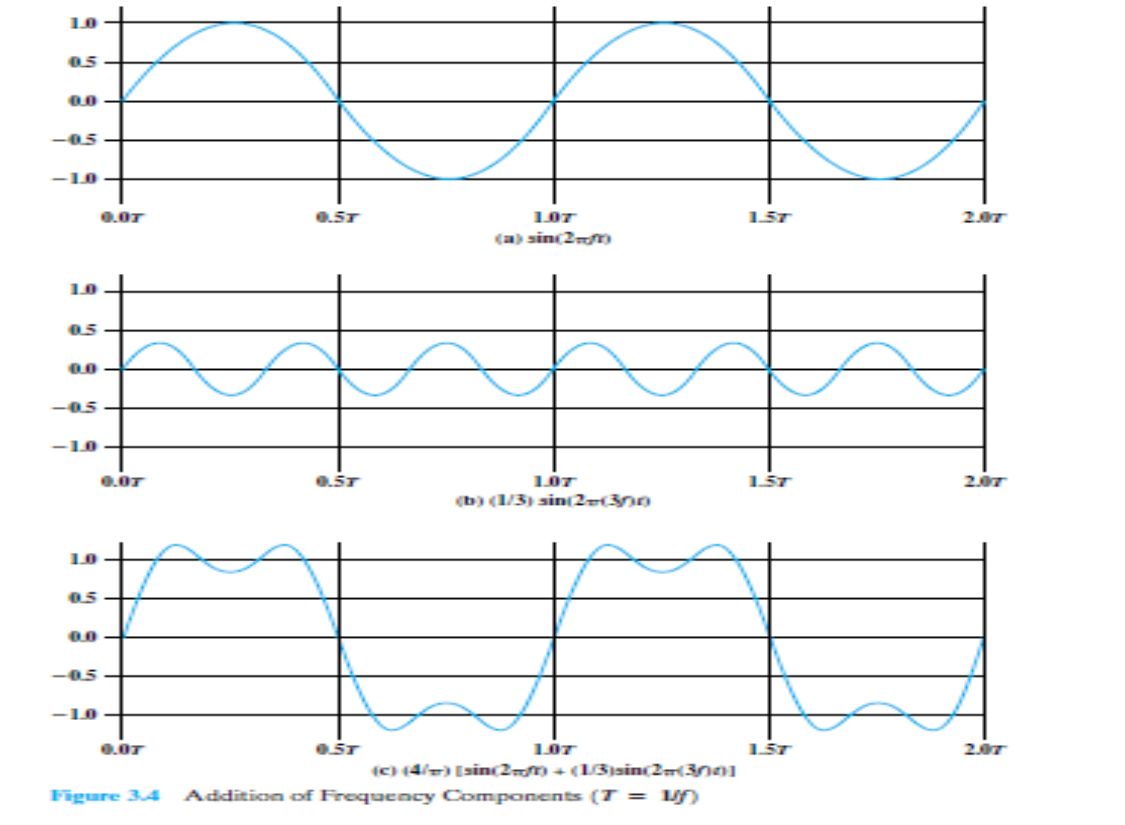 1.0
0.5
0.0
−0.5
−1.0
0.0T 0.5T 1.0T 1.5T 2.0T
(a) sin(2πft)
1.0
0.5
0.0
−0.5
−1.0
0.0T 0.5T 1.0T 1.5T 2.0T
(b) (1/3) sin(2π(3f)t)
1.0
0.5
0.0
−0.5
−1.0
0.0T 0.5T 1.0T 1.5T 2.0T
(c) (4/π) [sin(2πft) + (1/3)sin(2π(3f)t)]
Figure 3.4 Addition of Frequency Components (T = 1/f)